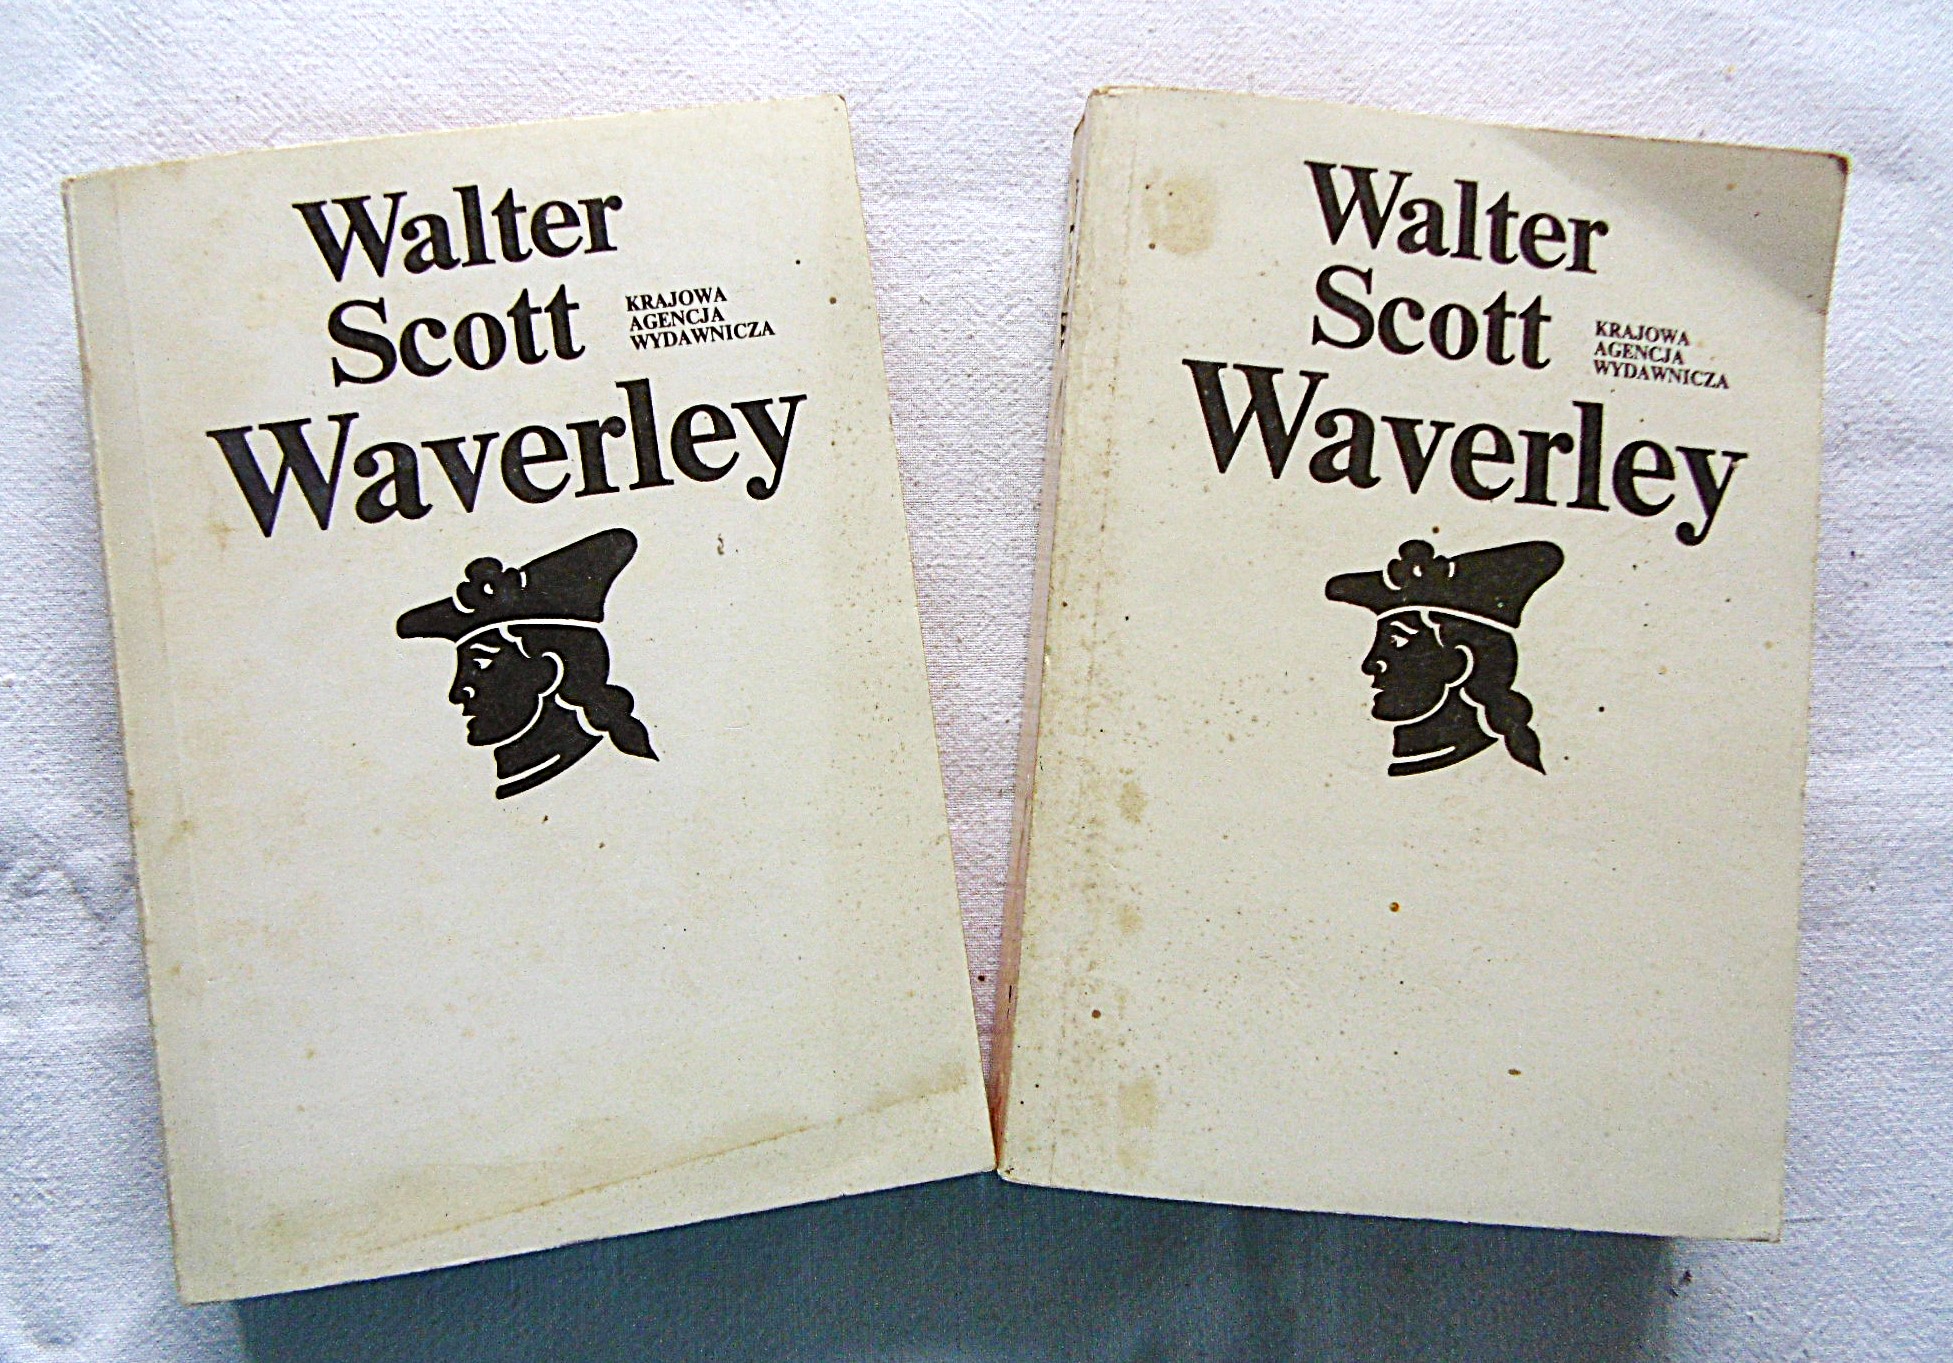 Walter
Scott
KRAJOWA
AGENCJA
WYDAWNICZA
Waverley
Walter
Scott
KRAJOWA
AGENCJA
WYDAWNICZA
Waverley